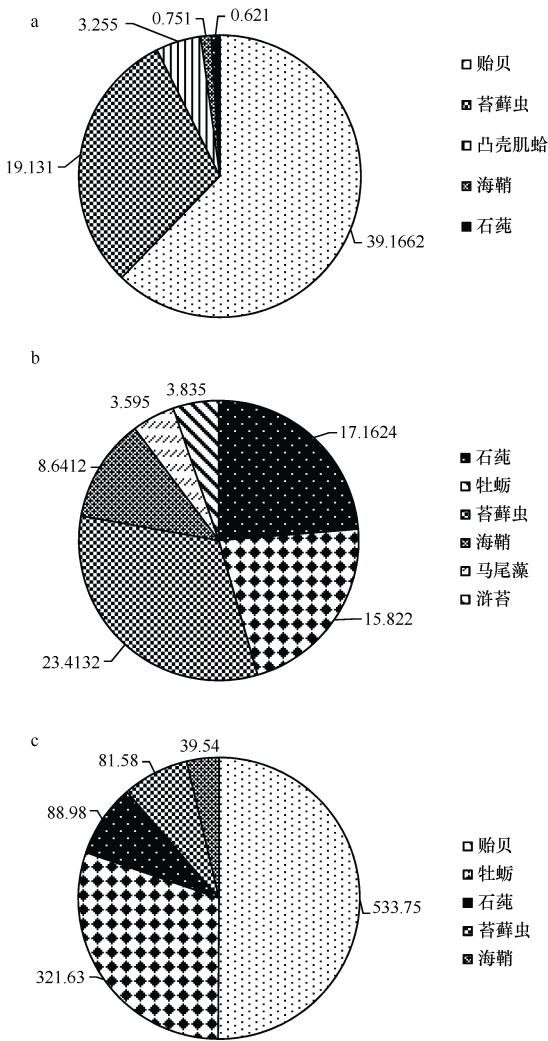 a
3.255
0.751
0.621
19.131
39.1662
贻贝
苔藓虫
凸壳肌蛤
海鞘
石莼
b
3.595
3.835
17.1624
8.6412
15.822
23.4132
石莼
牡蛎
苔藓虫
海鞘
马尾藻
浒苔
c
81.58
39.54
88.98
533.75
321.63
贻贝
牡蛎
石莼
苔藓虫
海鞘